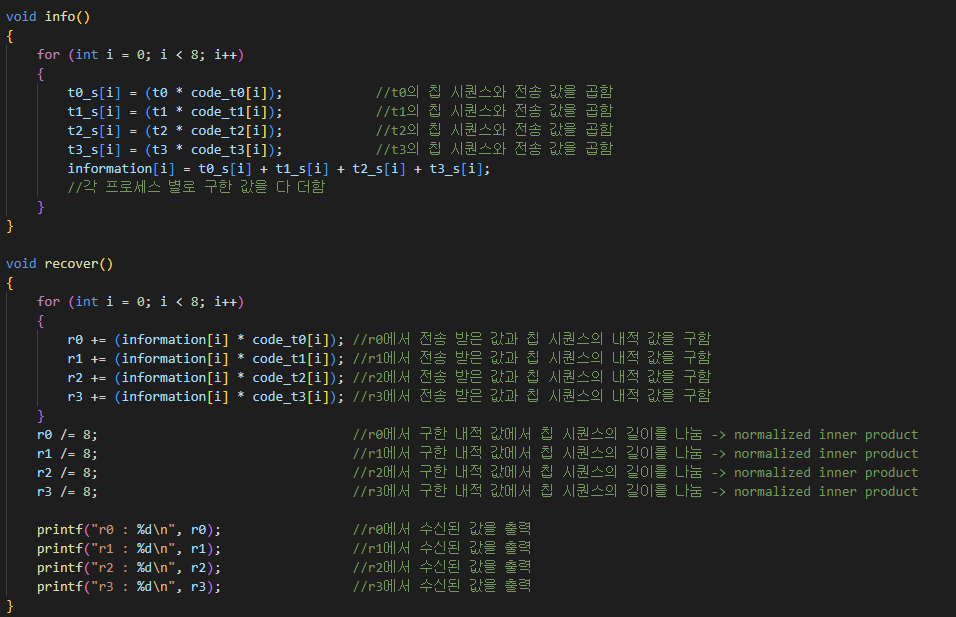 void info()
{
    for (int i = 0; i < 8; i++)
    {
        t0_s[i] = (t0 * code_t0[i]);            //t0의 칩 시퀀스와 전송 값을 곱함
        t1_s[i] = (t1 * code_t1[i]);            //t1의 칩 시퀀스와 전송 값을 곱함
        t2_s[i] = (t2 * code_t2[i]);            //t2의 칩 시퀀스와 전송 값을 곱함
        t3_s[i] = (t3 * code_t3[i]);            //t3의 칩 시퀀스와 전송 값을 곱함
        information[i] = t0_s[i] + t1_s[i] + t2_s[i] + t3_s[i];
        //각 프로세스 별로 구한 값을 다 더함
    }
}
void recover()
{
    for (int i = 0; i < 8; i++)
    {
        r0 += (information[i] * code_t0[i]); //r0에서 전송 받은 값과 칩 시퀀스의 내적 값을 구함
        r1 += (information[i] * code_t1[i]); //r1에서 전송 받은 값과 칩 시퀀스의 내적 값을 구함
        r2 += (information[i] * code_t2[i]); //r2에서 전송 받은 값과 칩 시퀀스의 내적 값을 구함
        r3 += (information[i] * code_t3[i]); //r3에서 전송 받은 값과 칩 시퀀스의 내적 값을 구함
    }
    r0 /= 8;                                 //r0에서 구한 내적 값에서 칩 시퀀스의 길이를 나눔 -> normalized inner product
    r1 /= 8;                                 //r1에서 구한 내적 값에서 칩 시퀀스의 길이를 나눔 -> normalized inner product
    r2 /= 8;                                 //r2에서 구한 내적 값에서 칩 시퀀스의 길이를 나눔 -> normalized inner product
    r3 /= 8;                                 //r3에서 구한 내적 값에서 칩 시퀀스의 길이를 나눔 -> normalized inner product
    printf("r0 : %d\n", r0);                 //r0에서 수신된 값을 출력
    printf("r1 : %d\n", r1);                 //r1에서 수신된 값을 출력
    printf("r2 : %d\n", r2);                 //r2에서 수신된 값을 출력
    printf("r3 : %d\n", r3);                 //r3에서 수신된 값을 출력
}